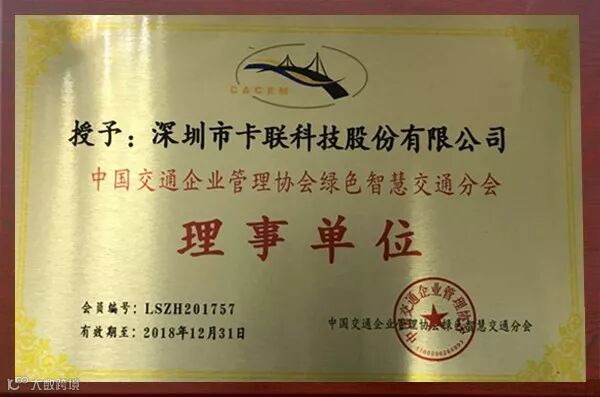 CACEM
授予：深圳市卡联科技股份有限公司
中国交通企业管理协会绿色智慧交通分会
理事单位
会员编号：LSZH201757
有效期至：2018年12月31日
中国交通企业管理协会绿色智慧交通分会
大数跨境